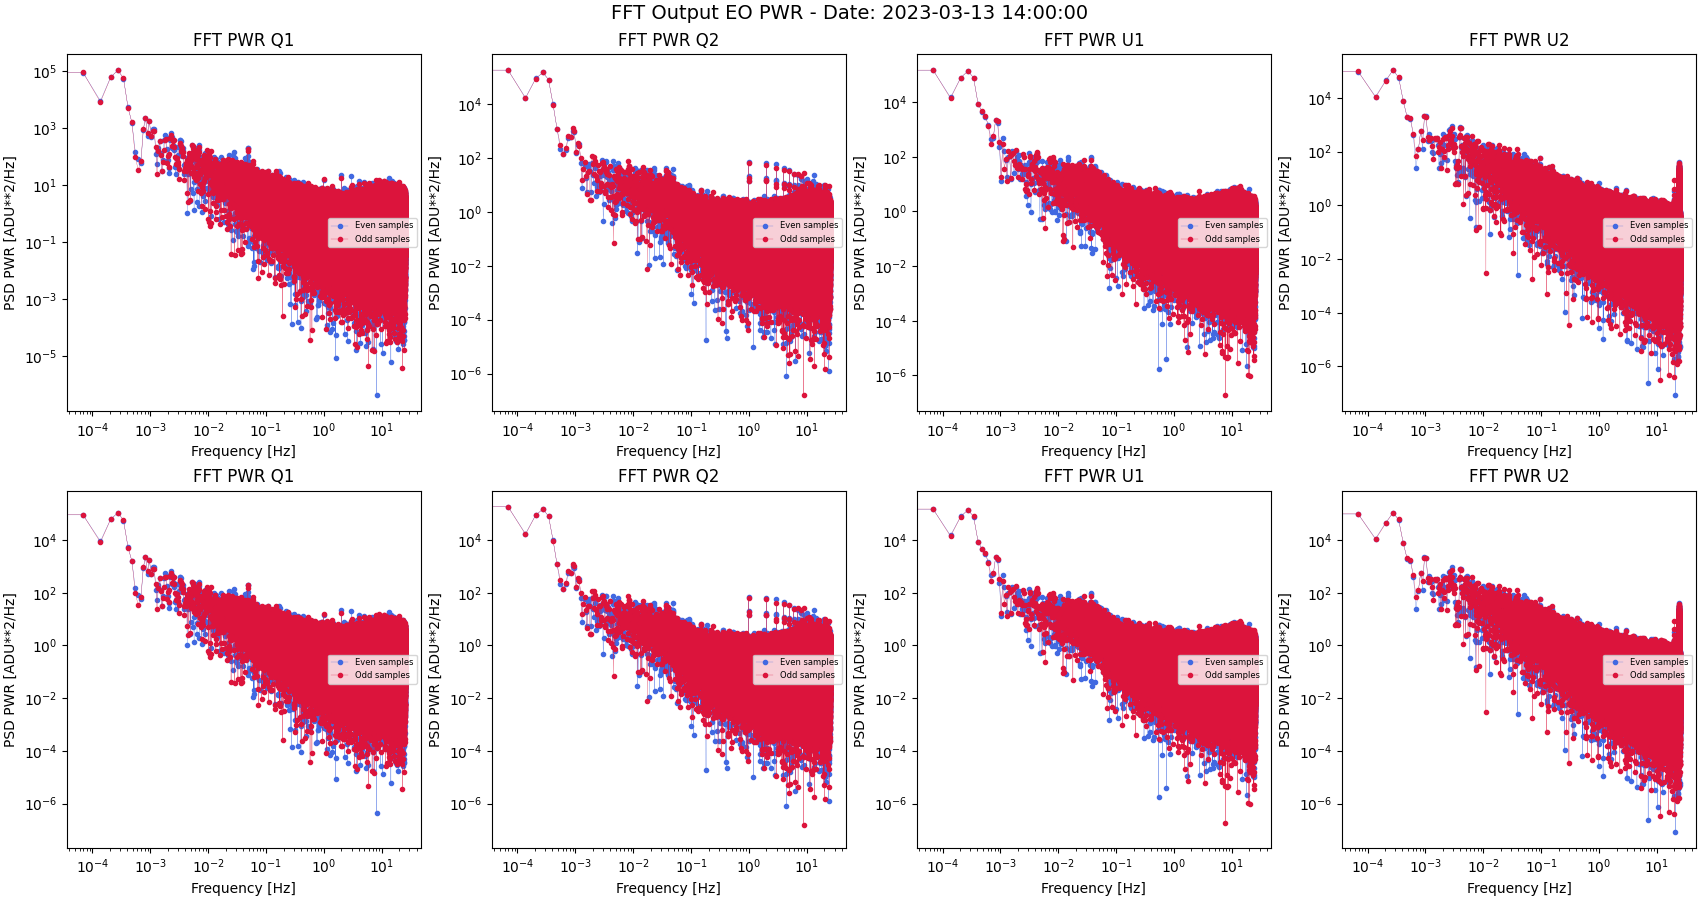 FFT Output EO PWR - Date: 2023-03-13 14:00:00
FFT PWR Q1
FFT PWR Q2
FFT PWR U1
FFT PWR U2
PSD PWR [ADU**2/Hz]
10^5
10^3
10^1
10^−1
10^−3
10^−5
Even samples
Odd samples
10^−4 10^−3 10^−2 10^−1 10^0 10^1
Frequency [Hz]
PSD PWR [ADU**2/Hz]
10^4
10^2
10^0
10^−2
10^−4
10^−6
Even samples
Odd samples
10^−4 10^−3 10^−2 10^−1 10^0 10^1
Frequency [Hz]
PSD PWR [ADU**2/Hz]
10^4
10^2
10^0
10^−2
10^−4
10^−6
Even samples
Odd samples
10^−4 10^−3 10^−2 10^−1 10^0 10^1
Frequency [Hz]
PSD PWR [ADU**2/Hz]
10^4
10^2
10^0
10^−2
10^−4
10^−6
Even samples
Odd samples
10^−4 10^−3 10^−2 10^−1 10^0 10^1
Frequency [Hz]
FFT PWR Q1
FFT PWR Q2
FFT PWR U1
FFT PWR U2
PSD PWR [ADU**2/Hz]
10^4
10^2
10^0
10^−2
10^−4
10^−6
Even samples
Odd samples
10^−4 10^−3 10^−2 10^−1 10^0 10^1
Frequency [Hz]
PSD PWR [ADU**2/Hz]
10^4
10^2
10^0
10^−2
10^−4
10^−6
Even samples
Odd samples
10^−4 10^−3 10^−2 10^−1 10^0 10^1
Frequency [Hz]
PSD PWR [ADU**2/Hz]
10^4
10^2
10^0
10^−2
10^−4
10^−6
Even samples
Odd samples
10^−4 10^−3 10^−2 10^−1 10^0 10^1
Frequency [Hz]
PSD PWR [ADU**2/Hz]
10^4
10^2
10^0
10^−2
10^−4
10^−6
Even samples
Odd samples
10^−4 10^−3 10^−2 10^−1 10^0 10^1
Frequency [Hz]